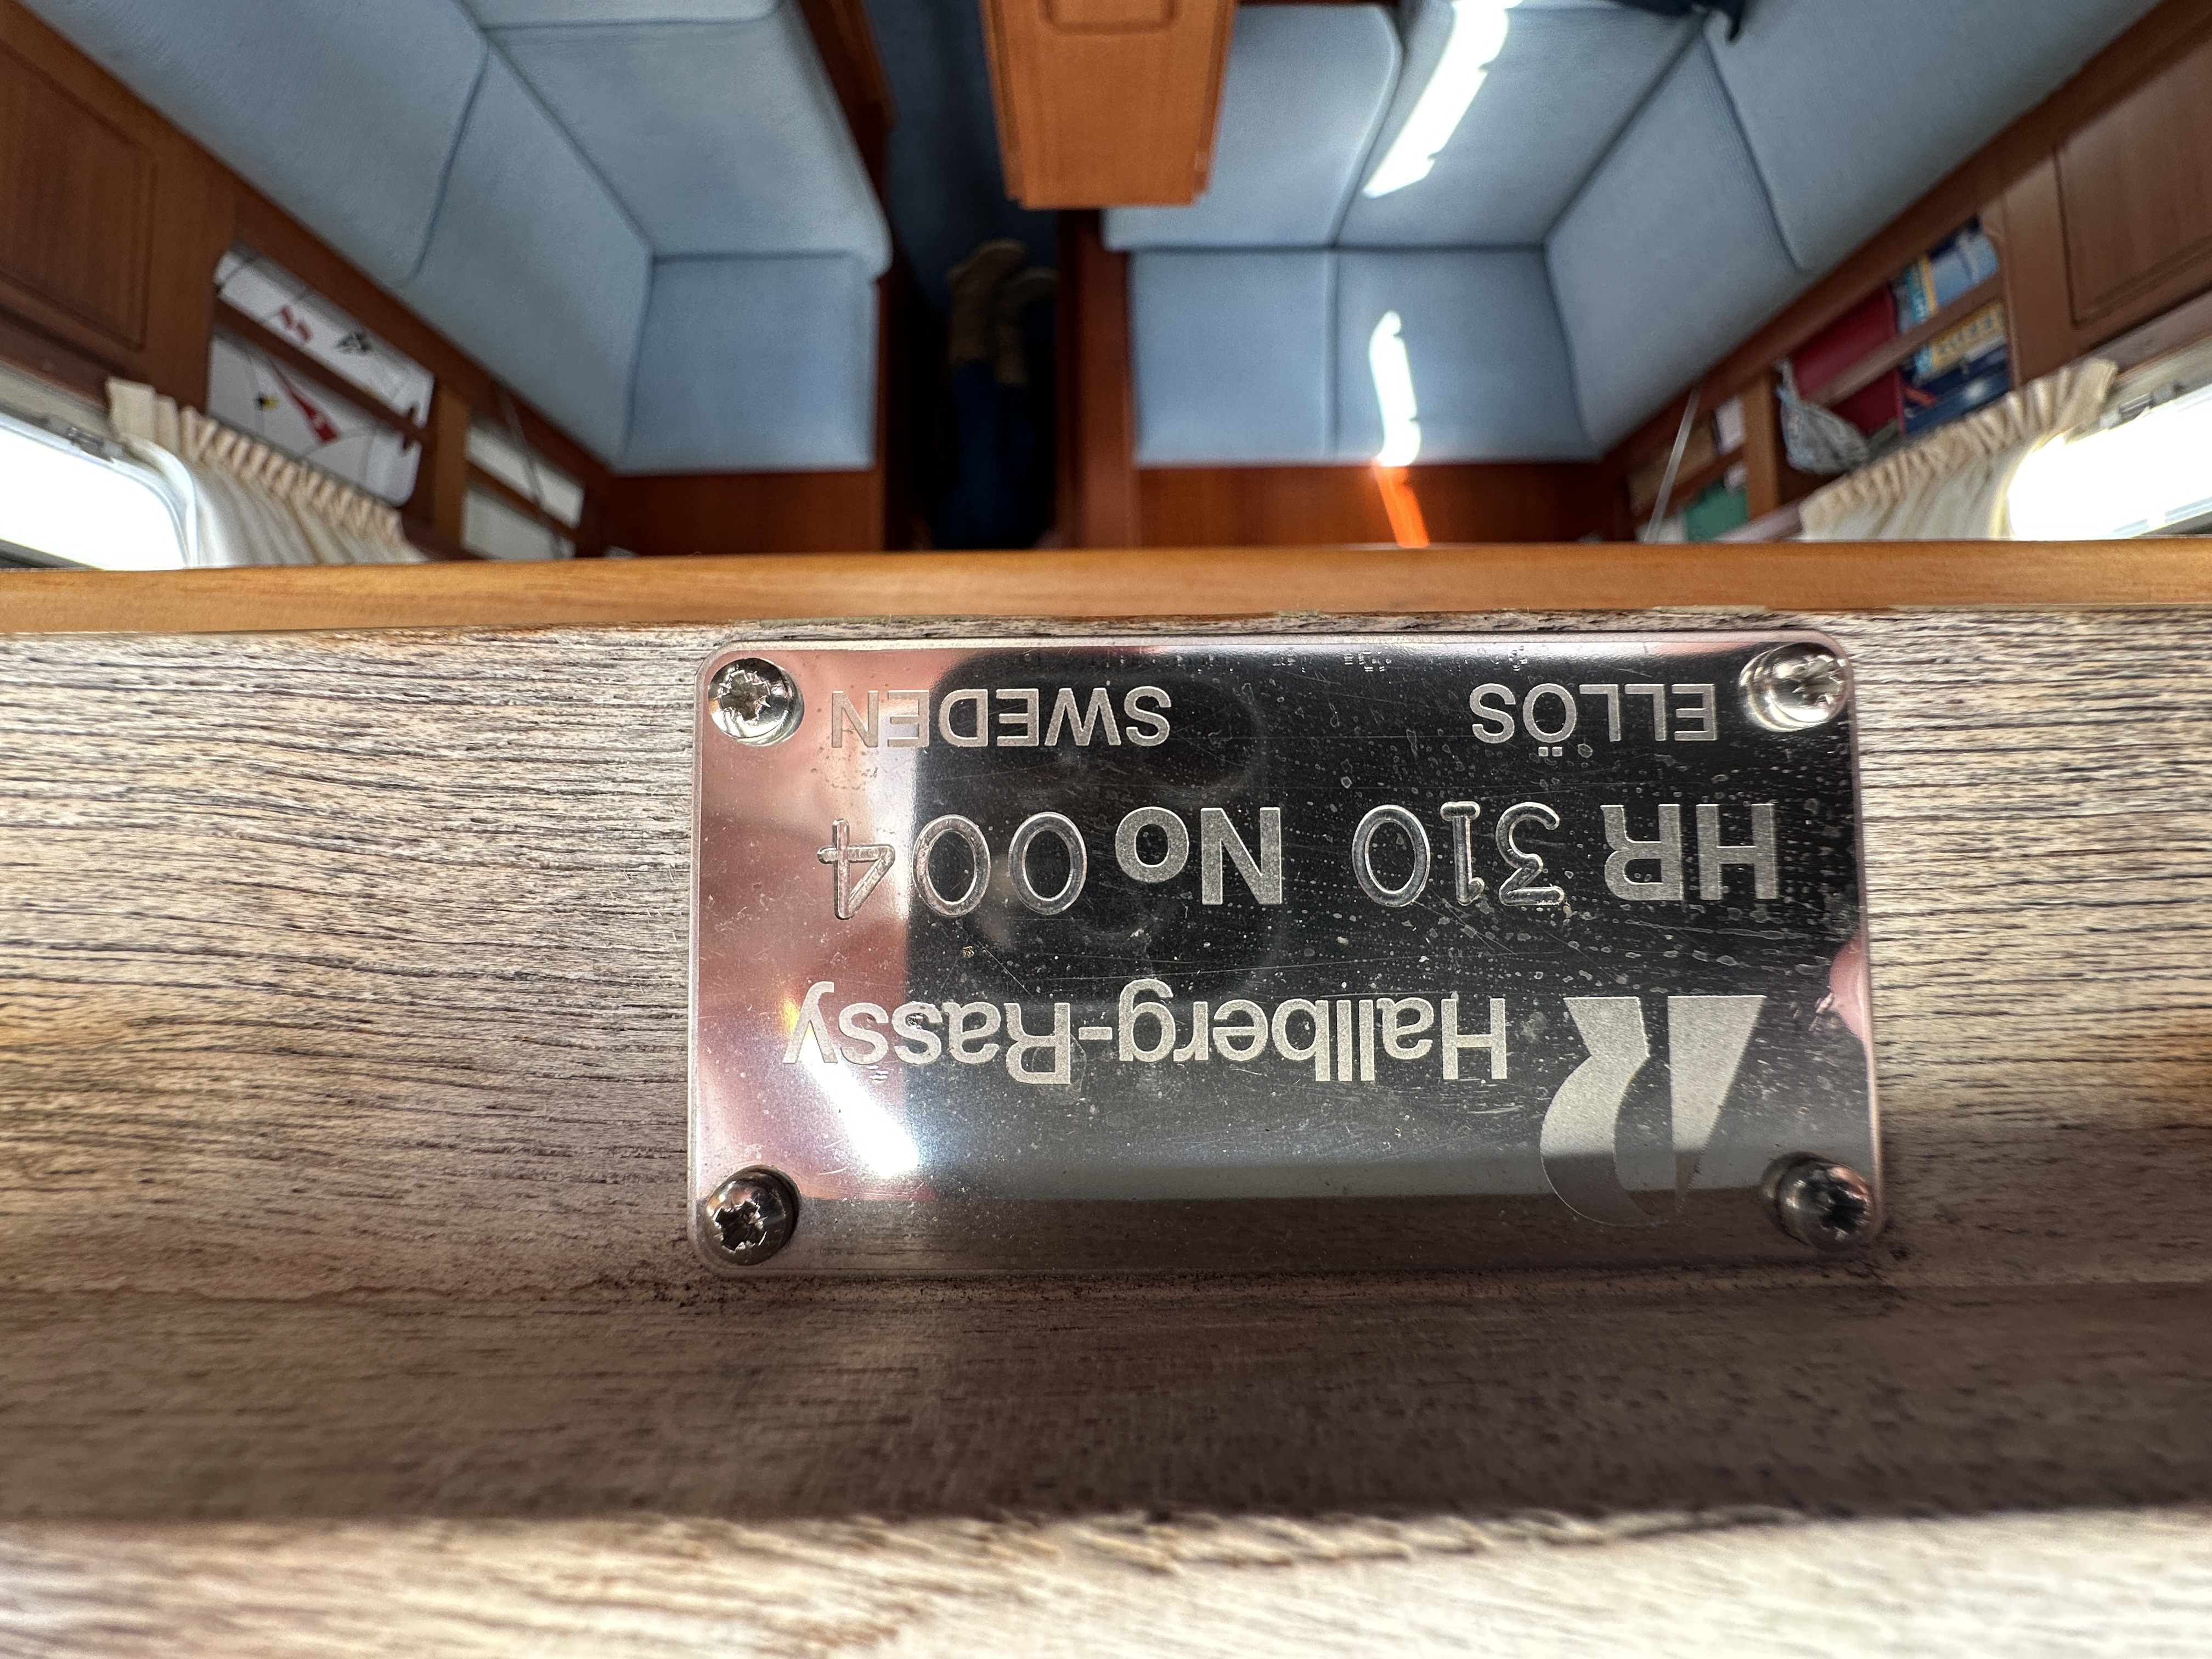 Hallberg-Rassy
HR 310 No 004
ELLÖS SWEDEN